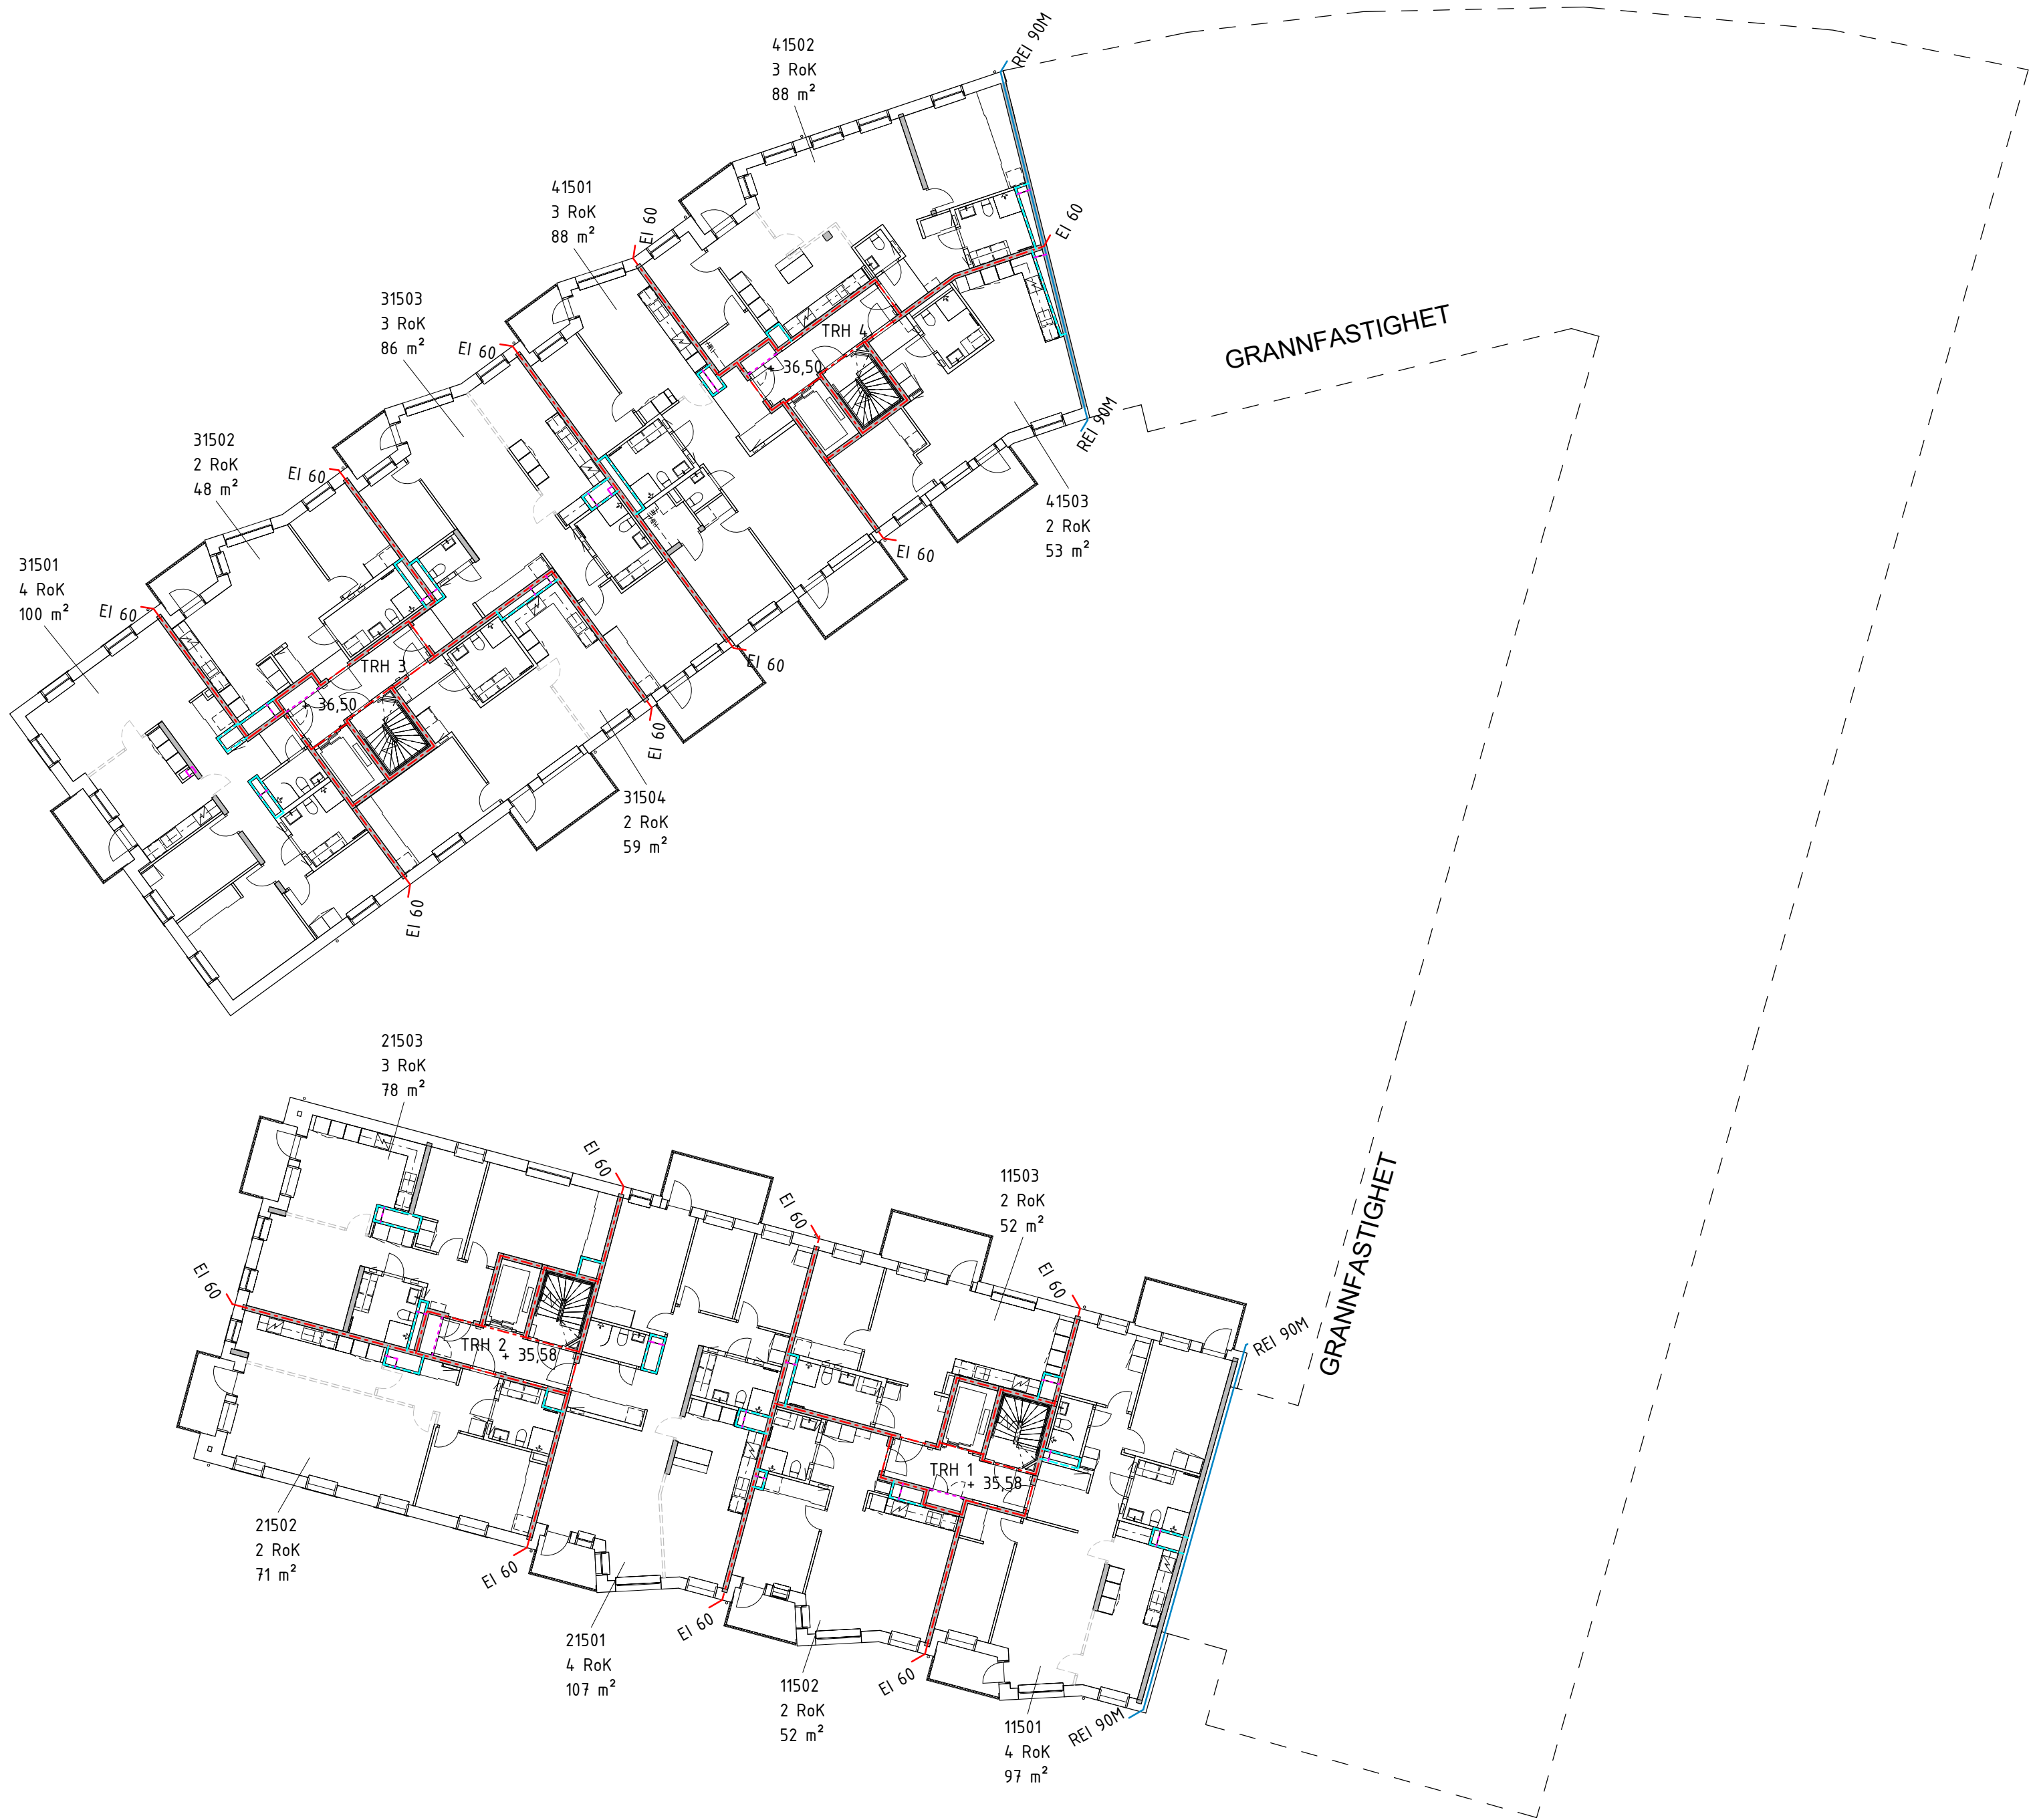 REI 90M
41502
3 RoK
88 m²
41501
3 RoK
88 m²
EI 60
EI 60
31503
3 RoK
86 m²
EI 60
TRH 4
+ 36,50
GRANNFASTIGHET
REI 90M
31502
2 RoK
48 m²
EI 60
41503
2 RoK
53 m²
EI 60
31501
4 RoK
100 m²
EI 60
TRH 3
+ 36,50
EI 60
EI 60
31504
2 RoK
59 m²
EI 60
21503
3 RoK
78 m²
EI 60
11503
2 RoK
52 m²
EI 60
GRANNFASTIGHET
EI 60
EI 60
REI 90M
TRH 2
+ 35,58
TRH 1
+ 35,58
21502
2 RoK
71 m²
EI 60
EI 60
21501
4 RoK
107 m²
EI 60
11502
2 RoK
52 m²
REI 90M
11501
4 RoK
97 m²